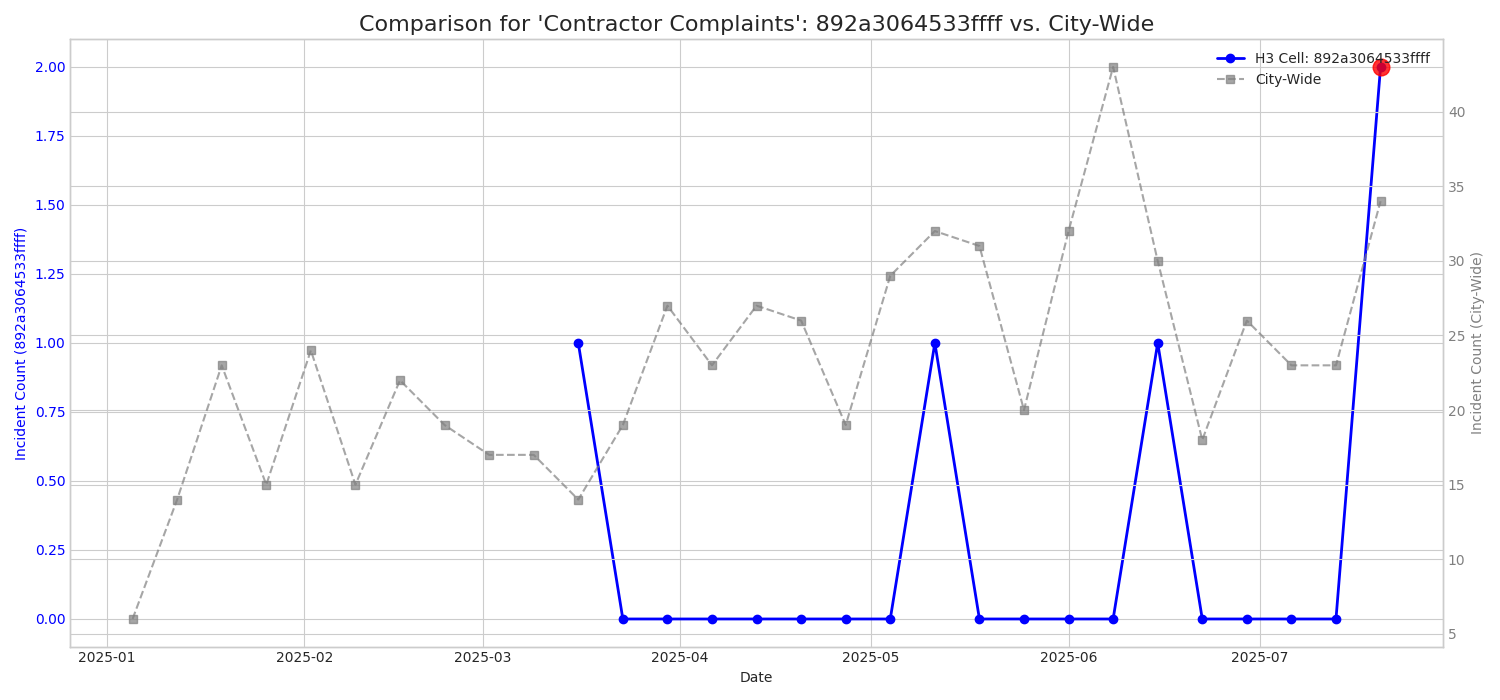 Comparison for 'Contractor Complaints': 892a3064533ffff vs. City-Wide
H3 Cell: 892a3064533ffff
City-Wide
Incident Count (892a3064533ffff)
2.00
1.75
1.50
1.25
1.00
0.75
0.50
0.25
0.00
40
35
30
25
20
15
10
5
Incident Count (City-Wide)
2025-01 2025-02 2025-03 2025-04 2025-05 2025-06 2025-07
Date